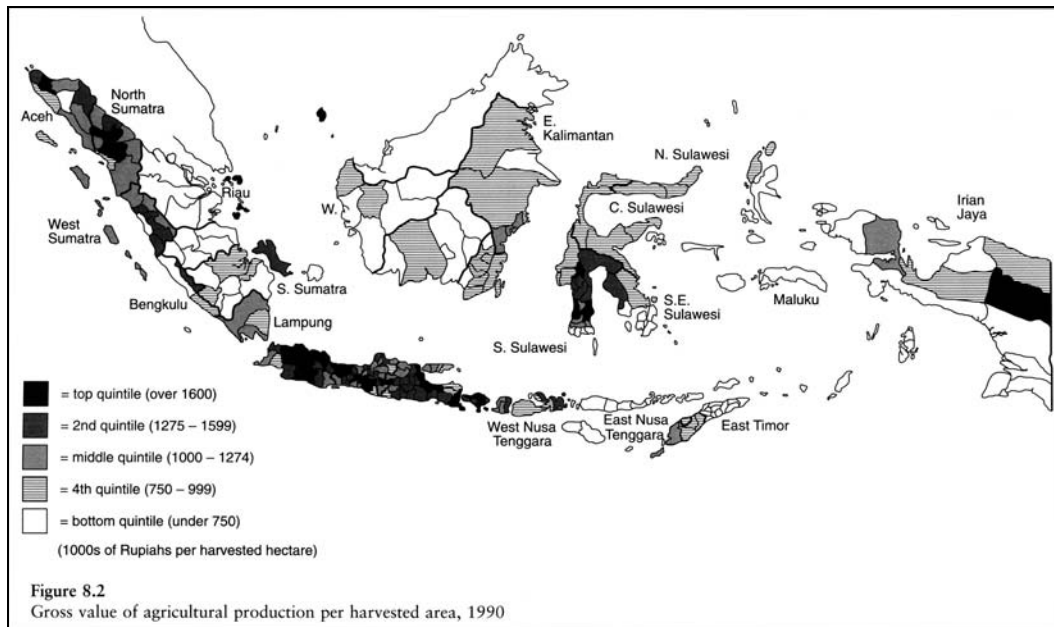 North
Sumatra
Aceh
E.
Kalimantan
N. Sulawesi
Riau
W.
C. Sulawesi
Irian
Jaya
West
Sumatra
S. Sumatra
Bengkulu
Lampung
Maluku
S.E.
Sulawesi
S. Sulawesi
= top quintile (over 1600)
= 2nd quintile (1275 – 1599)
= middle quintile (1000 – 1274)
= 4th quintile (750 – 999)
= bottom quintile (under 750)
(1000s of Rupiahs per harvested hectare)
West Nusa
Tenggara
East Nusa
Tenggara
East Timor
Figure 8.2
Gross value of agricultural production per harvested area, 1990